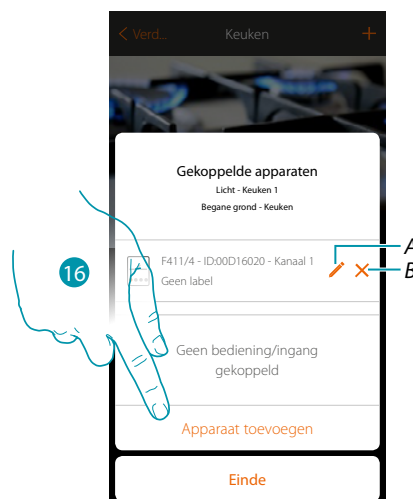 < Verd... Keuken +
Gekoppelde apparaten
Licht - Keuken 1
Begane grond - Keuken
F411/4 - ID:00D16020 - Kanaal 1
Geen label
A
B
16
Geen bediening/ingang
gekoppeld
Apparaat toevoegen
Einde